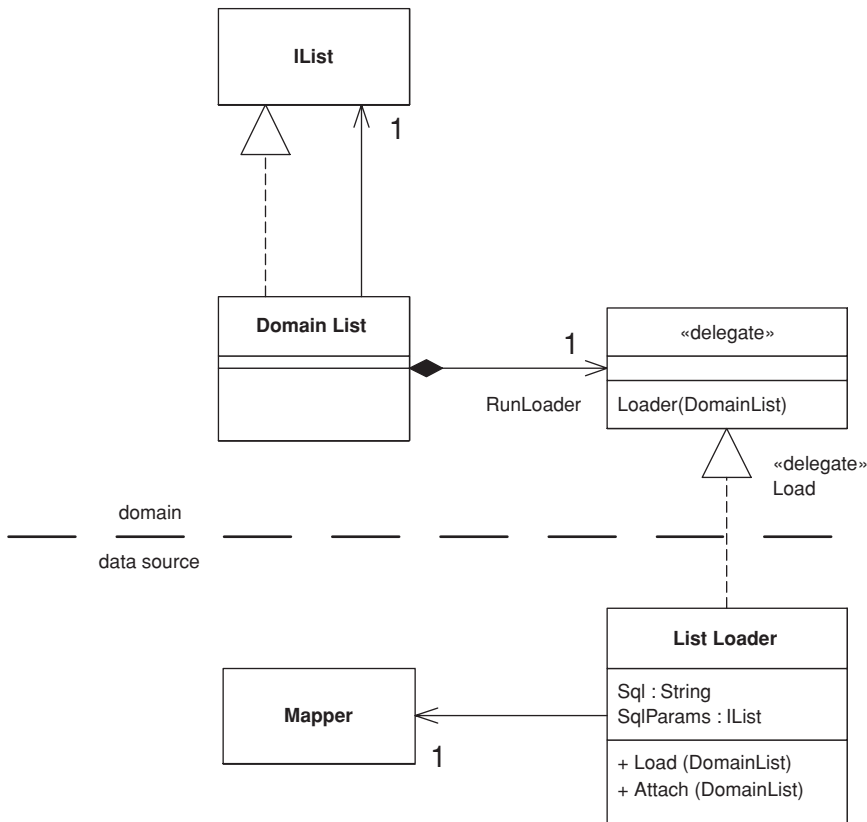 IList
1
Domain List
1
«delegate»
RunLoader
Loader(DomainList)
«delegate»
Load
domain
data source
List Loader
Sql : String
SqlParams : IList
Mapper
1
+ Load (DomainList)
+ Attach (DomainList)